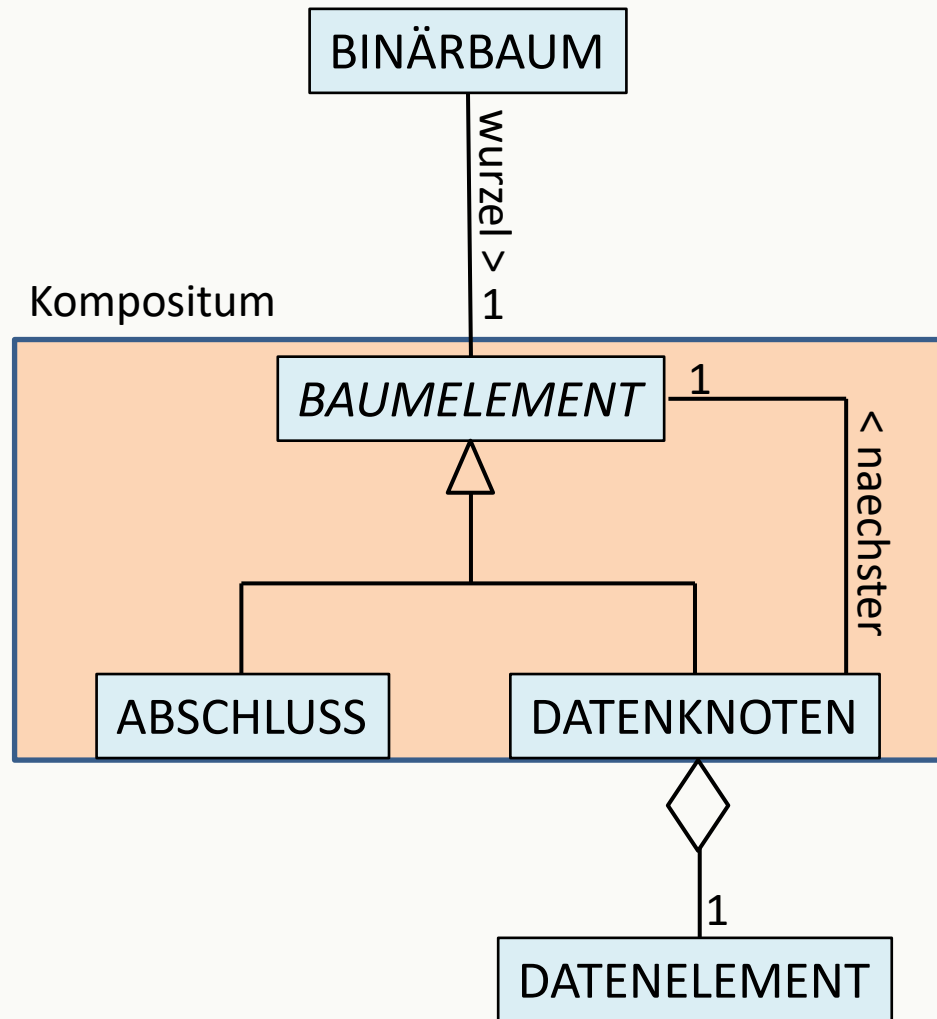 BINÄRBAUM
wurzel >
1
Kompositum
BAUMELEMENT
1
< naechster
ABSCHLUSS
DATENKNOTEN
1
DATENELEMENT